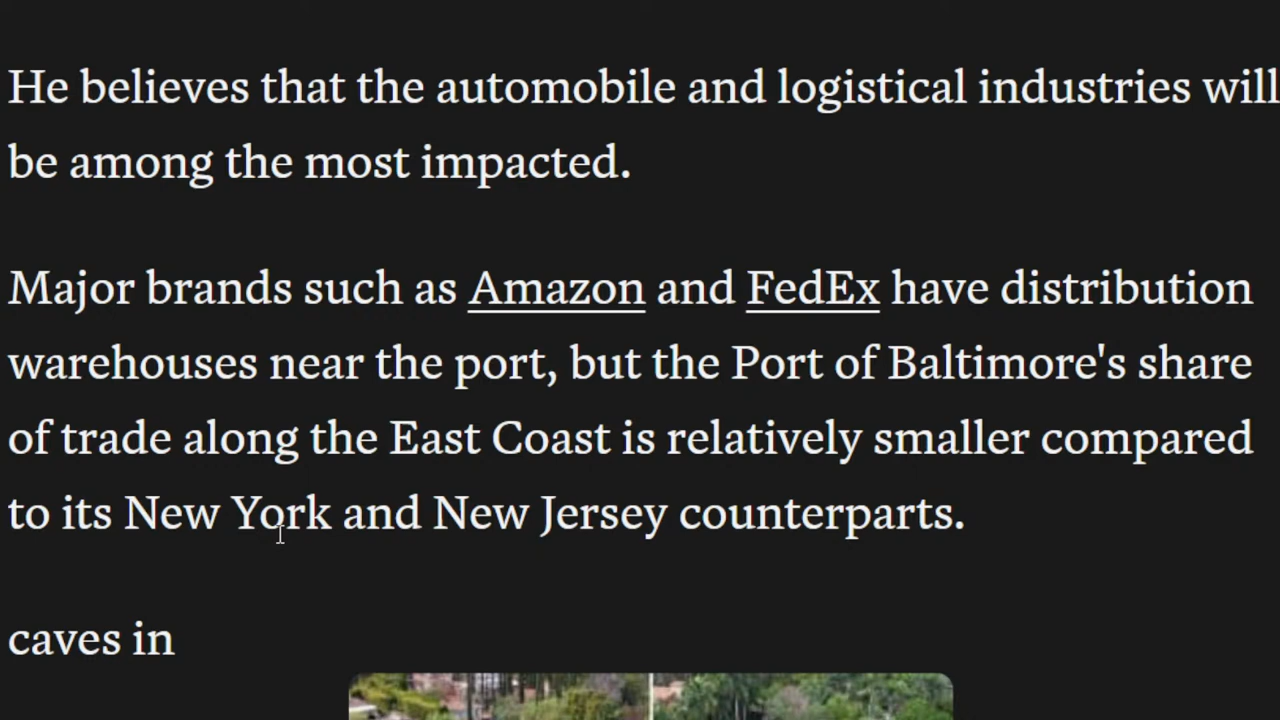 He believes that the automobile and logistical industries will
be among the most impacted.
Major brands such as Amazon and FedEx have distribution
warehouses near the port, but the Port of Baltimore's share
of trade along the East Coast is relatively smaller compared
to its New York and New Jersey counterparts.
caves in